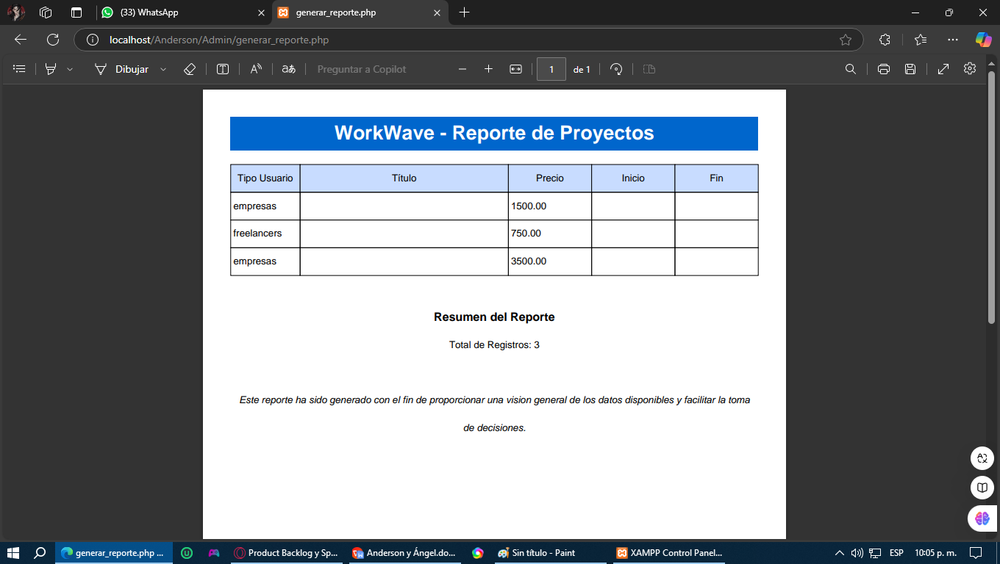 (33) WhatsApp
generar_reporte.php
localhost/Anderson/Admin/generar_reporte.php
Dibujar
Preguntar a Copilot
1 de 1
WorkWave - Reporte de Proyectos
Tipo Usuario Título Precio Inicio Fin
empresas 1500.00
freelancers 750.00
empresas 3500.00
Resumen del Reporte
Total de Registros: 3
Este reporte ha sido generado con el fin de proporcionar una vision general de los datos disponibles y facilitar la toma
de decisiones.
generar_reporte.php ... Product Backlog y Sp... Anderson y Ángel.do... Sin título - Paint XAMPP Control Panel... ESP 10:05 p. m.